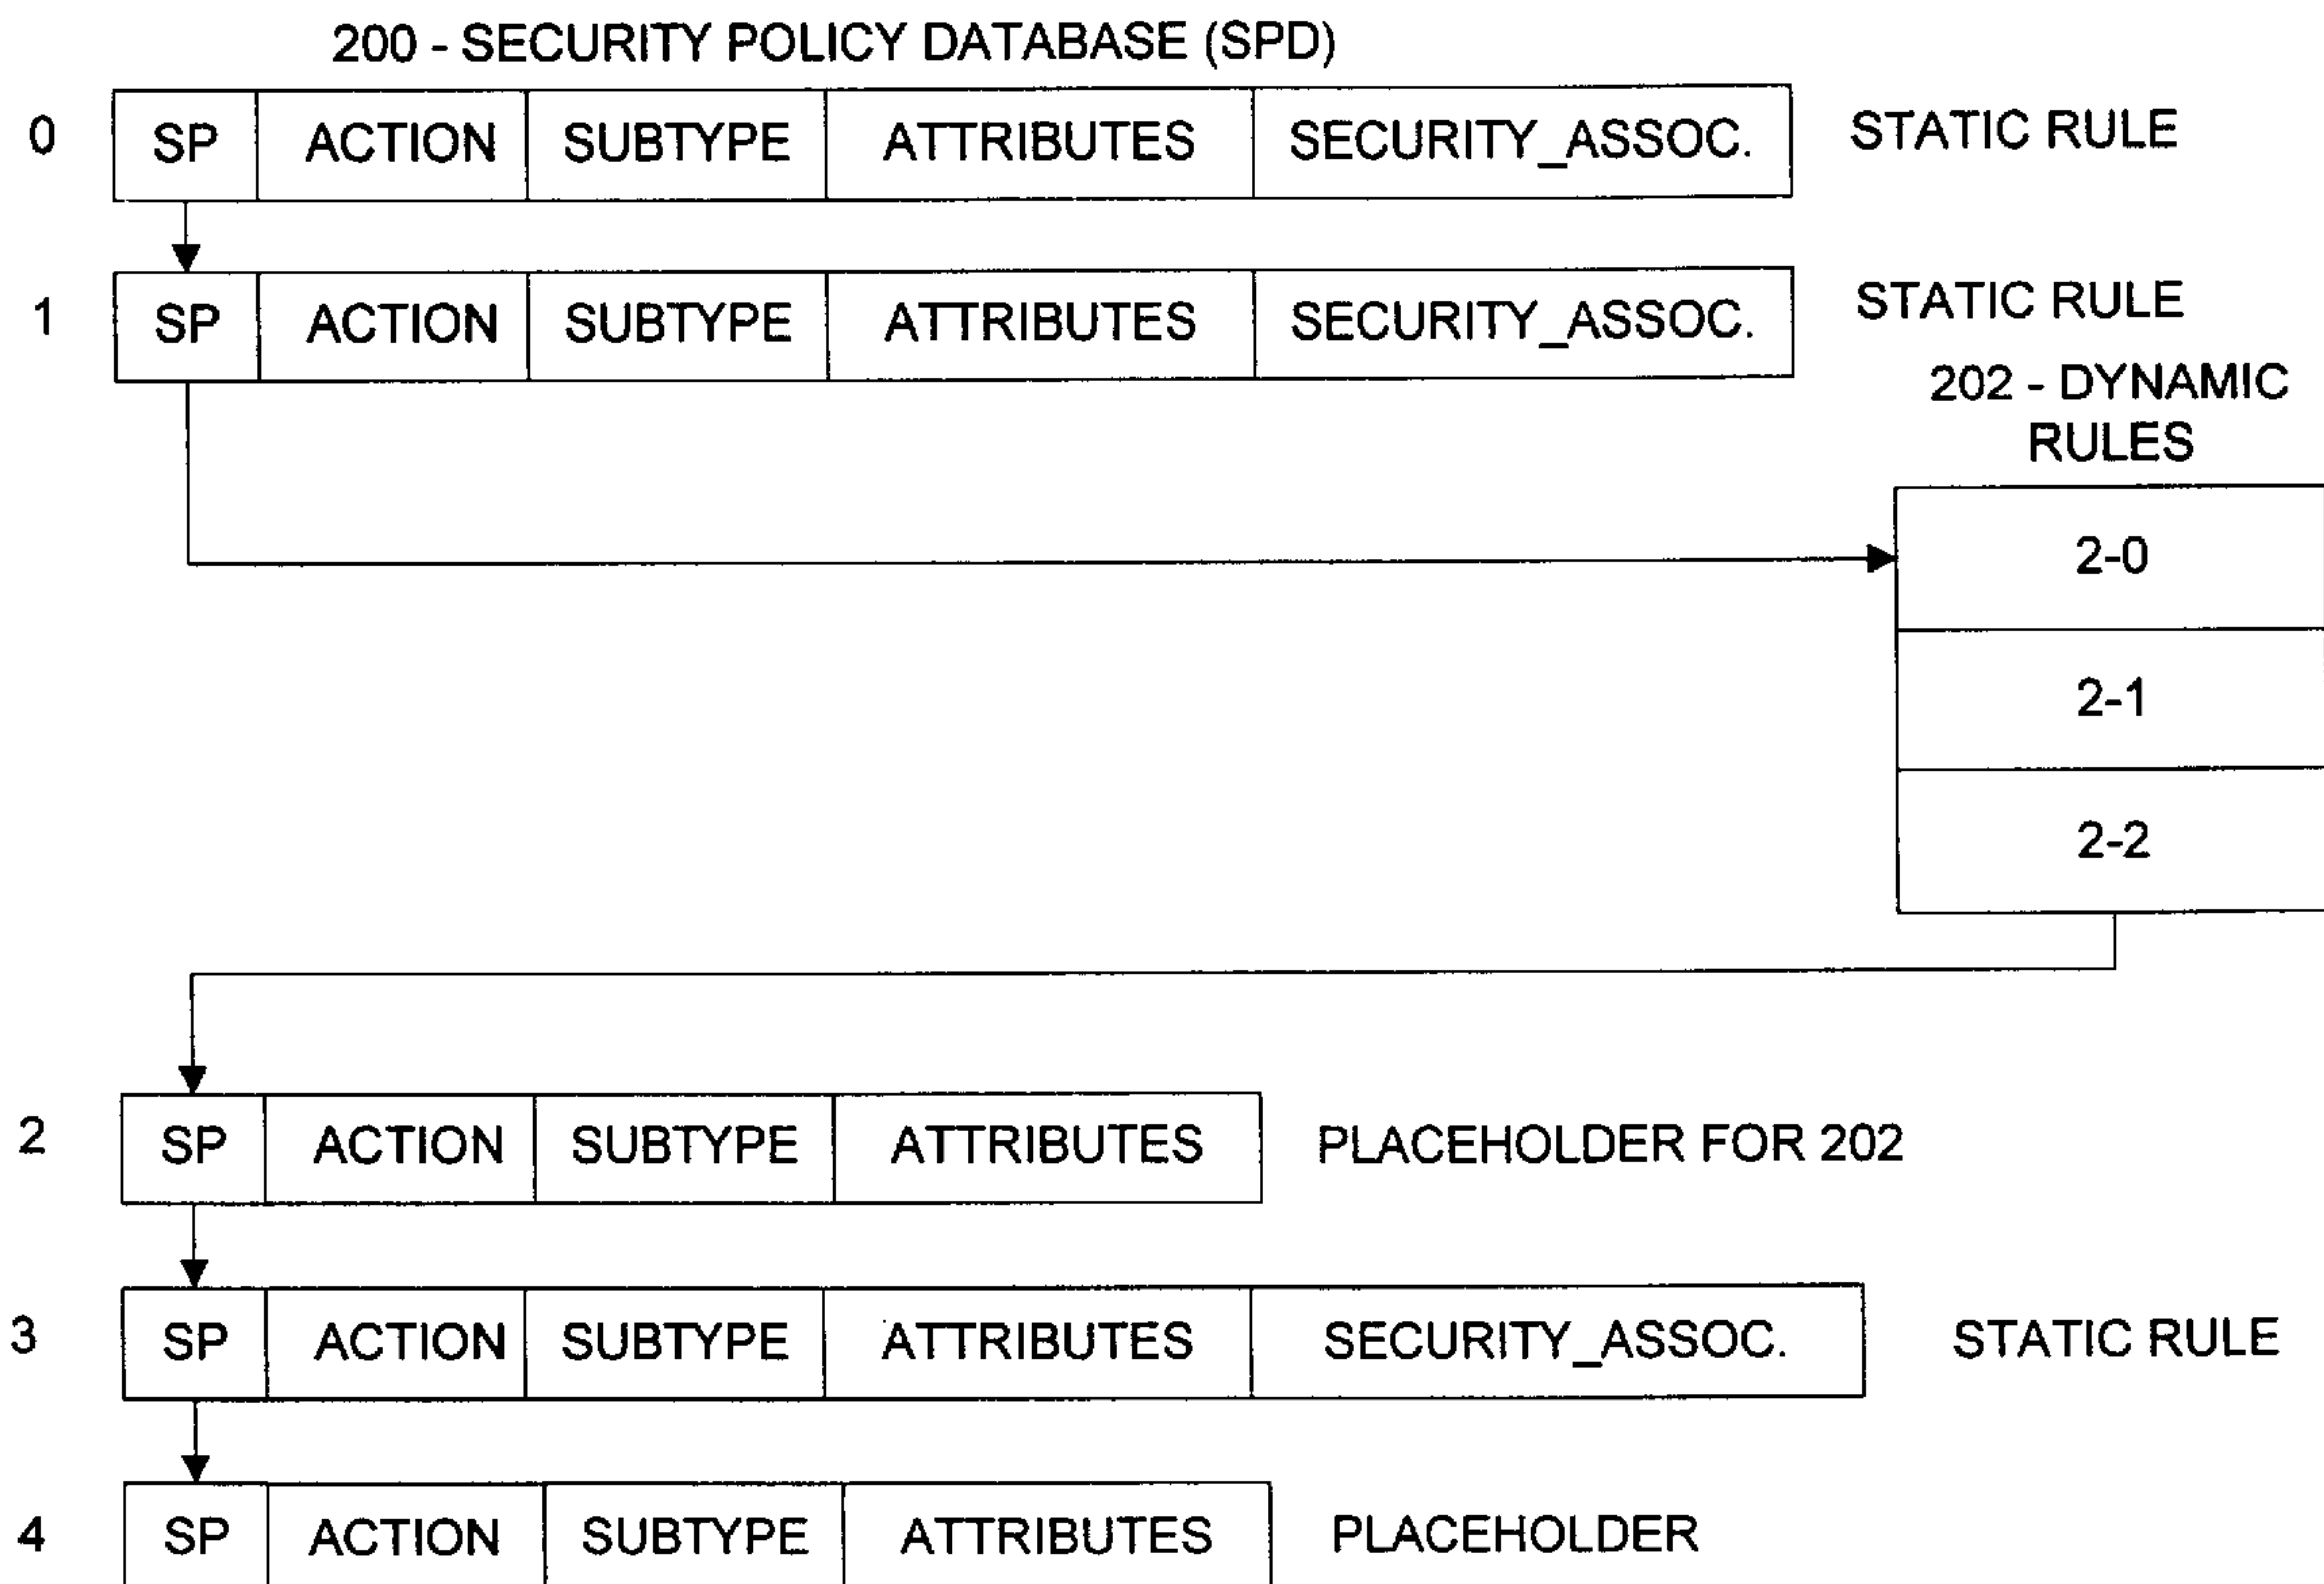 200 - SECURITY POLICY DATABASE (SPD)
0 SP ACTION SUBTYPE ATTRIBUTES SECURITY_ASSOC. STATIC RULE
1 SP ACTION SUBTYPE ATTRIBUTES SECURITY_ASSOC. STATIC RULE
202 - DYNAMIC
RULES
2-0
2-1
2-2
2 SP ACTION SUBTYPE ATTRIBUTES PLACEHOLDER FOR 202
3 SP ACTION SUBTYPE ATTRIBUTES SECURITY_ASSOC. STATIC RULE
4 SP ACTION SUBTYPE ATTRIBUTES PLACEHOLDER